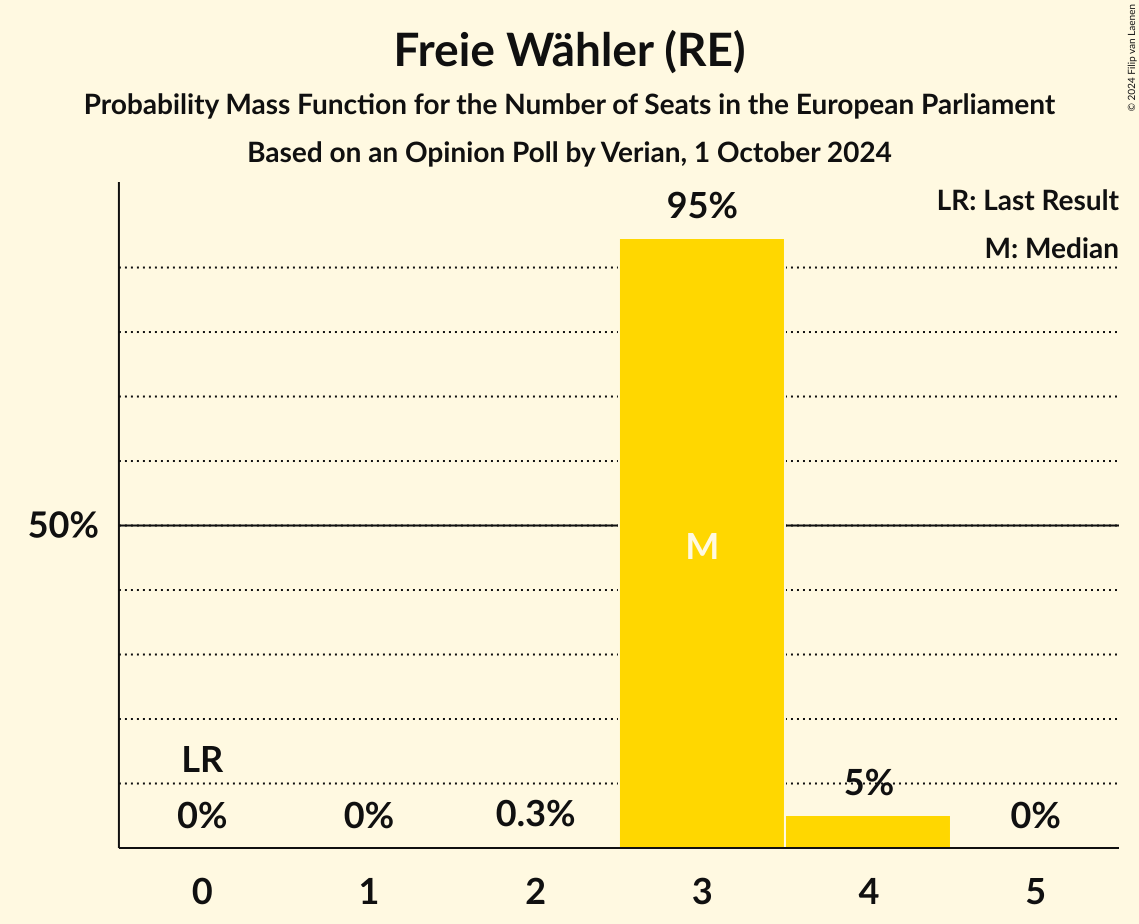 Freie Wähler (RE)
Probability Mass Function for the Number of Seats in the European Parliament
Based on an Opinion Poll by Verian, 1 October 2024
© 2024 Filip van Laenen
LR: Last Result
M: Median
95%
50%
M
LR
5%
0%
0%
0.3%
0%
0
1
2
3
4
5